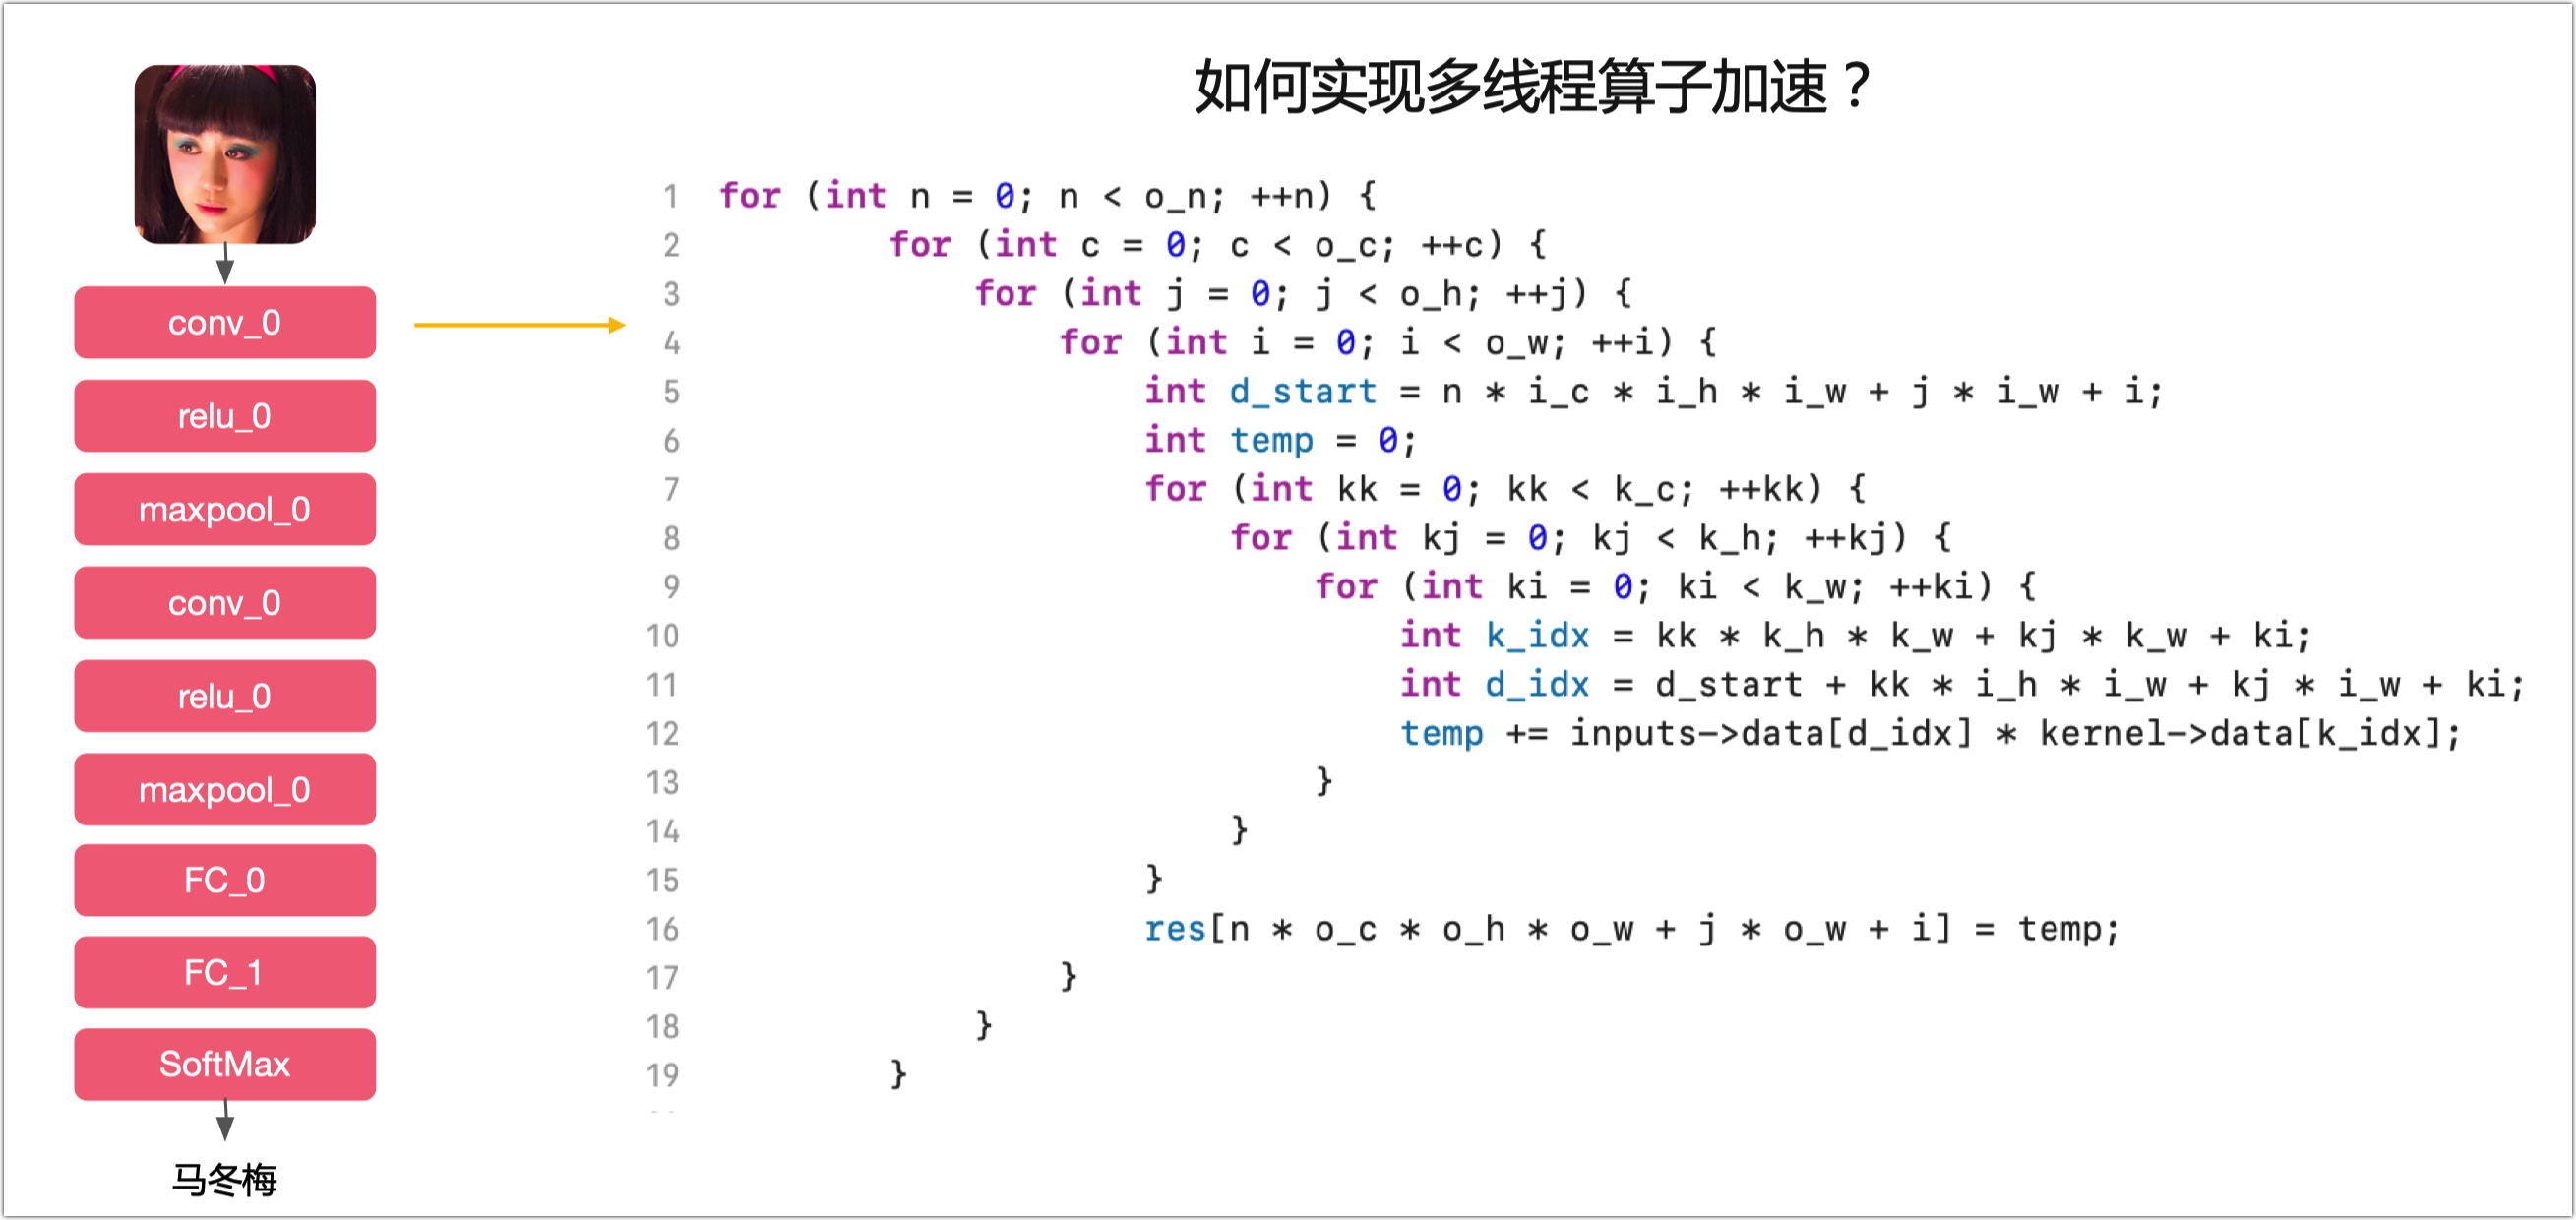 如何实现多线程算子加速？
conv_0
relu_0
maxpool_0
conv_0
relu_0
maxpool_0
FC_0
FC_1
SoftMax
马冬梅
1 for (int n = 0; n < o_n; ++n) {
2 for (int c = 0; c < o_c; ++c) {
3 for (int j = 0; j < o_h; ++j) {
4 for (int i = 0; i < o_w; ++i) {
5 int d_start = n * i_c * i_h * i_w + j * i_w + i;
6 int temp = 0;
7 for (int kk = 0; kk < k_c; ++kk) {
8 for (int kj = 0; kj < k_h; ++kj) {
9 for (int ki = 0; ki < k_w; ++ki) {
10 int k_idx = kk * k_h * k_w + kj * k_w + ki;
11 int d_idx = d_start + kk * i_h * i_w + kj * i_w + ki;
12 temp += inputs->data[d_idx] * kernel->data[k_idx];
13 }
14 }
15 }
16 res[n * o_c * o_h * o_w + j * o_w + i] = temp;
17 }
18 }
19 }